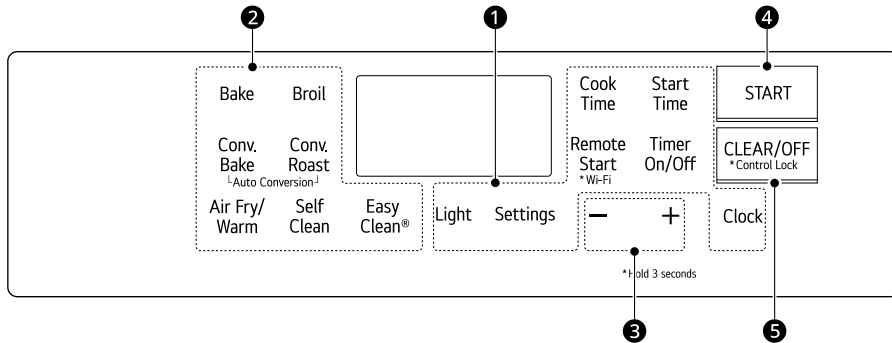 2
1
4
Bake
Broil
Cook
Time
Start
Time
START
Conv.
Bake
Conv.
Roast
└Auto Conversion┘
Remote
Start
*Wi-Fi
Timer
On/Off
CLEAR/OFF
*Control Lock
Air Fry/
Warm
Self
Clean
Easy
Clean®
Light
Settings
−
+
Clock
*Hold 3 seconds
3
5